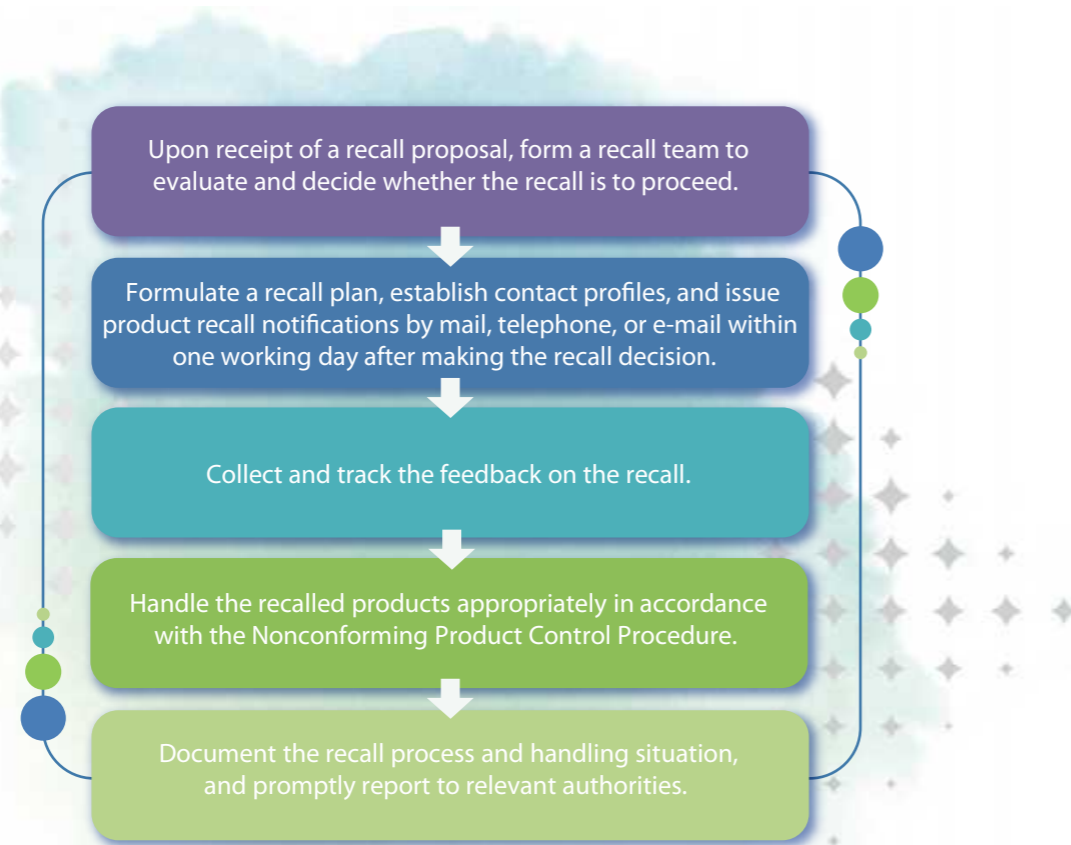 Upon receipt of a recall proposal, form a recall team to
evaluate and decide whether the recall is to proceed.
Formulate a recall plan, establish contact profiles, and issue
product recall notifications by mail, telephone, or e-mail within
one working day after making the recall decision.
Collect and track the feedback on the recall.
Handle the recalled products appropriately in accordance
with the Nonconforming Product Control Procedure.
Document the recall process and handling situation,
and promptly report to relevant authorities.